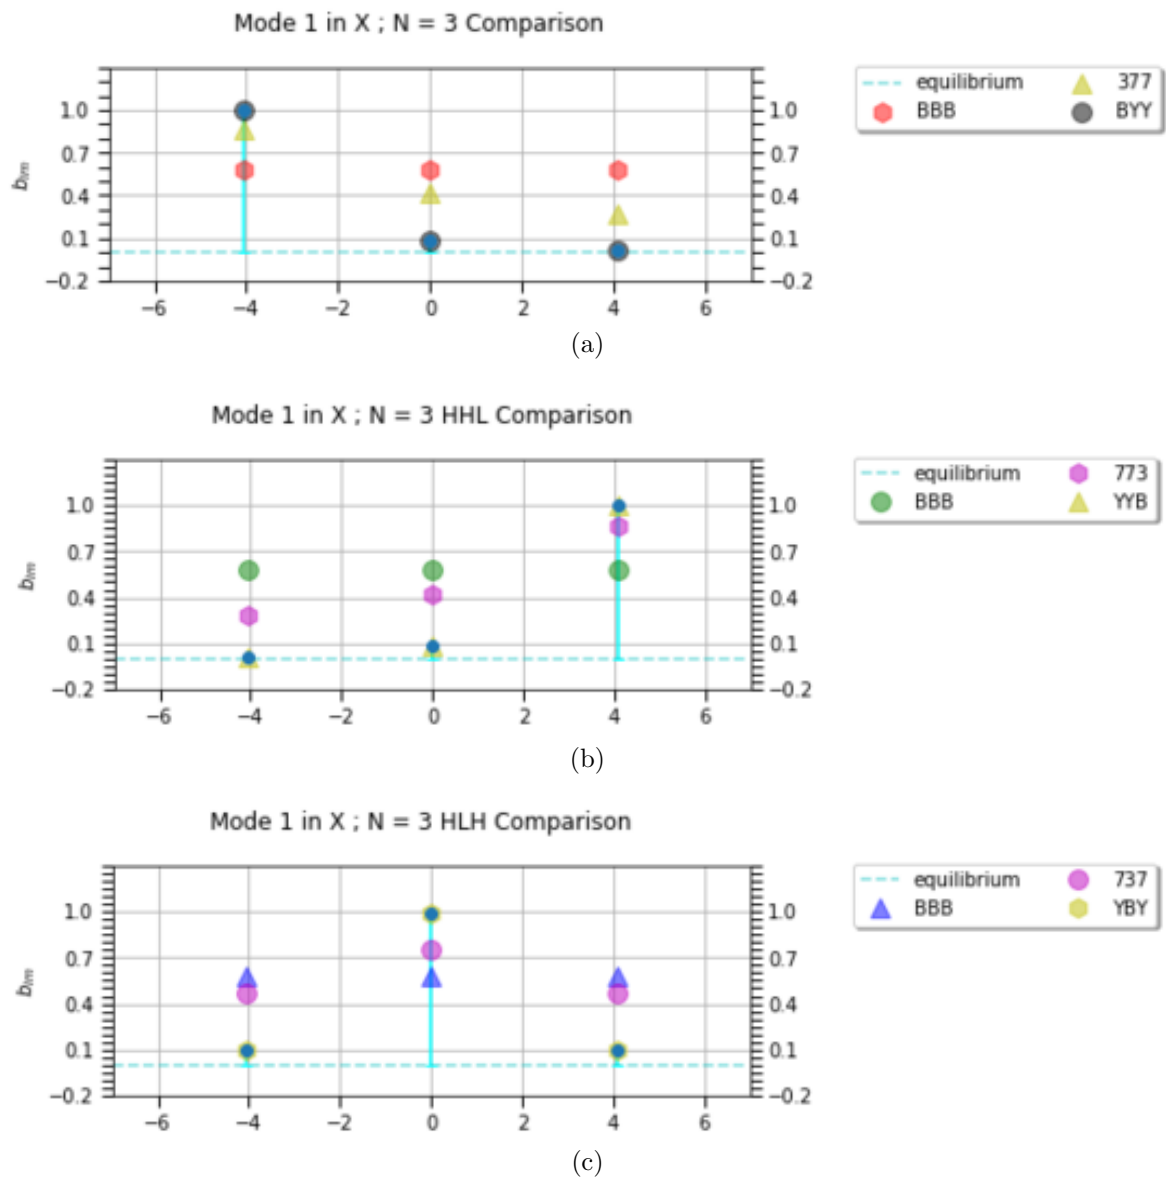 Mode 1 in X ; N = 3 Comparison
equilibrium 377
BBB BYY
1.0 1.0
0.7 0.7
b_lm
0.4 0.4
0.1 0.1
−0.2 −0.2
−6 −4 −2 0 2 4 6
(a)
Mode 1 in X ; N = 3 HHL Comparison
equilibrium 773
BBB YYB
1.0 1.0
0.7 0.7
b_lm
0.4 0.4
0.1 0.1
−0.2 −0.2
−6 −4 −2 0 2 4 6
(b)
Mode 1 in X ; N = 3 HLH Comparison
equilibrium 737
BBB YBY
1.0 1.0
0.7 0.7
b_lm
0.4 0.4
0.1 0.1
−0.2 −0.2
−6 −4 −2 0 2 4 6
(c)